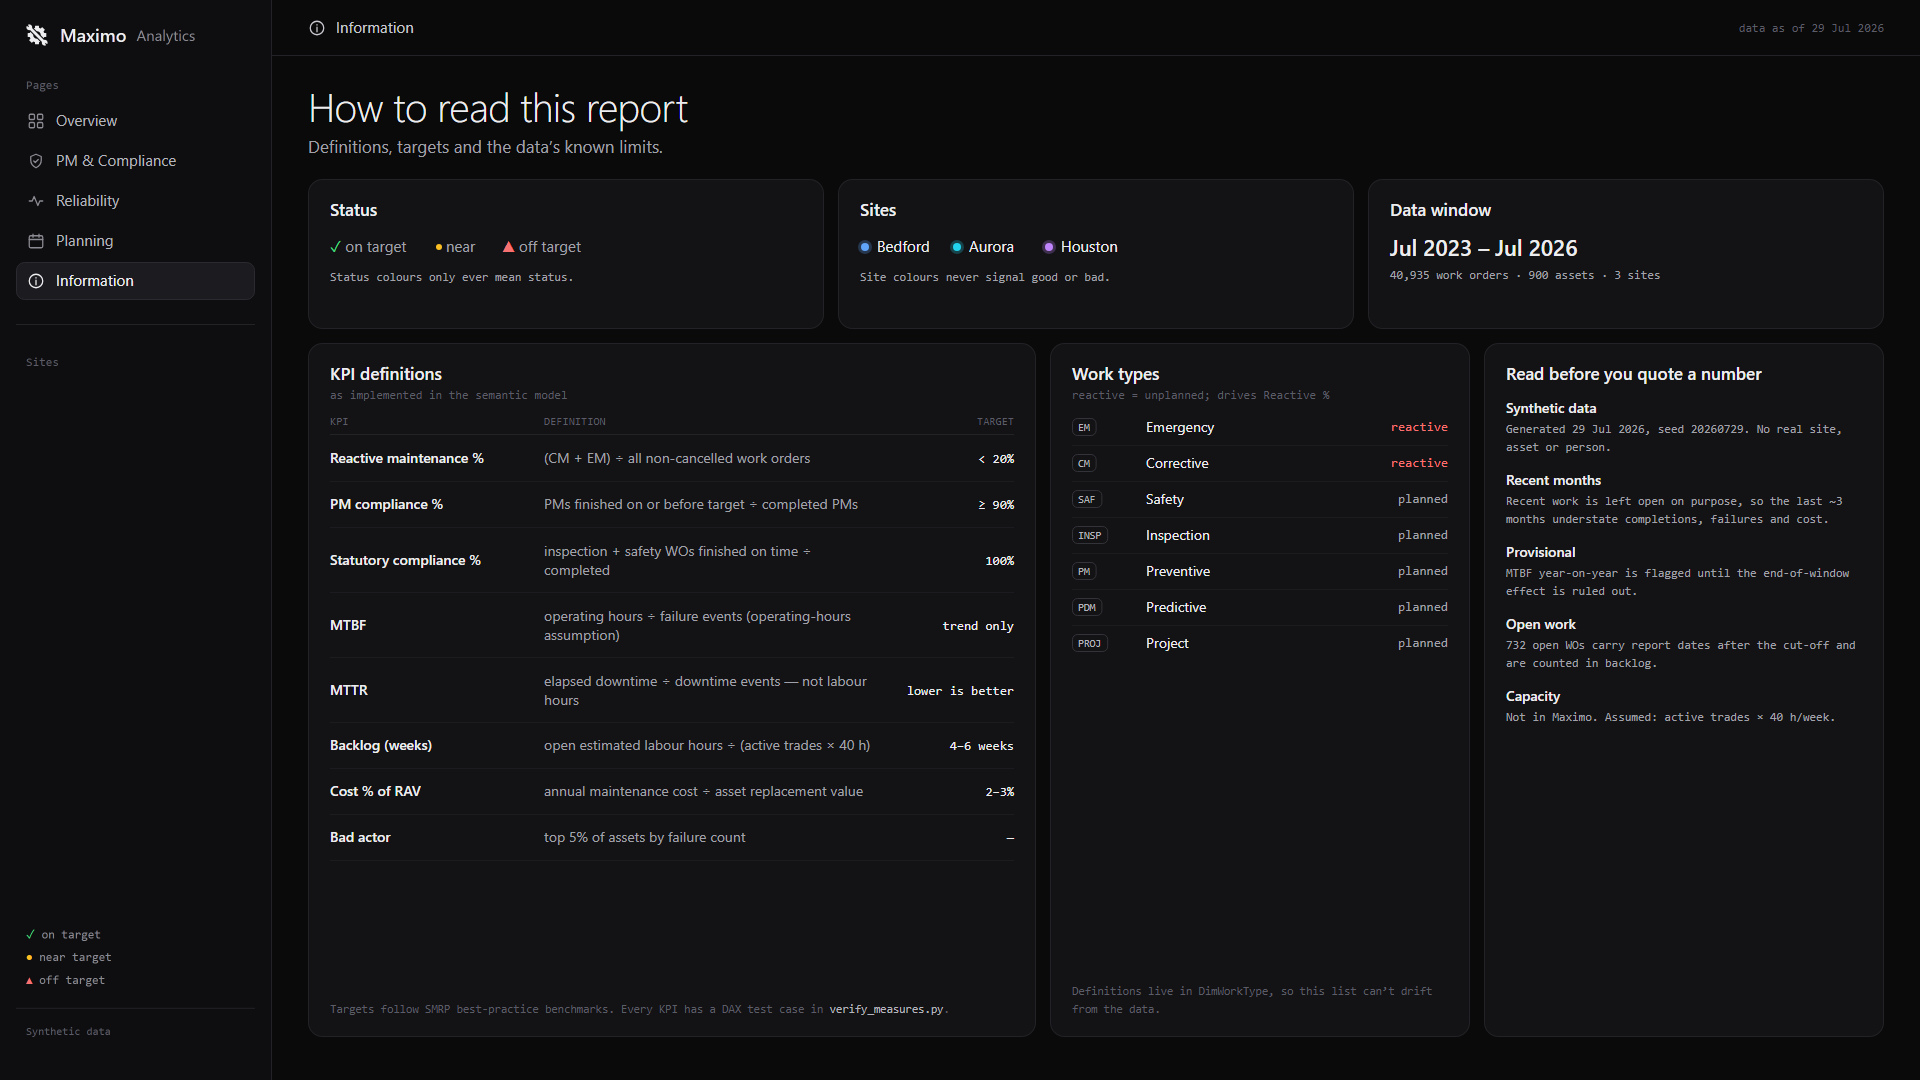 Maximo Analytics
Pages
Overview
PM & Compliance
Reliability
Planning
Information
Sites
✓ on target
● near target
▲ off target
Synthetic data
Information
data as of 29 Jul 2026
How to read this report
Definitions, targets and the data’s known limits.
Status
✓ on target ● near ▲ off target
Status colours only ever mean status.
Sites
Bedford Aurora Houston
Site colours never signal good or bad.
Data window
Jul 2023 – Jul 2026
40,935 work orders · 900 assets · 3 sites
KPI definitions
as implemented in the semantic model
KPI DEFINITION TARGET
Reactive maintenance % (CM + EM) ÷ all non-cancelled work orders < 20%
PM compliance % PMs finished on or before target ÷ completed PMs ≥ 90%
Statutory compliance % inspection + safety WOs finished on time ÷ 100%
completed
MTBF operating hours ÷ failure events (operating-hours trend only
assumption)
MTTR elapsed downtime ÷ downtime events — not labour lower is better
hours
Backlog (weeks) open estimated labour hours ÷ (active trades × 40 h) 4–6 weeks
Cost % of RAV annual maintenance cost ÷ asset replacement value 2–3%
Bad actor top 5% of assets by failure count —
Targets follow SMRP best-practice benchmarks. Every KPI has a DAX test case in verify_measures.py.
Work types
reactive = unplanned; drives Reactive %
EM Emergency reactive
CM Corrective reactive
SAF Safety planned
INSP Inspection planned
PM Preventive planned
PDM Predictive planned
PROJ Project planned
Definitions live in DimWorkType, so this list can’t drift
from the data.
Read before you quote a number
Synthetic data
Generated 29 Jul 2026, seed 20260729. No real site,
asset or person.
Recent months
Recent work is left open on purpose, so the last ~3
months understate completions, failures and cost.
Provisional
MTBF year-on-year is flagged until the end-of-window
effect is ruled out.
Open work
732 open WOs carry report dates after the cut-off and
are counted in backlog.
Capacity
Not in Maximo. Assumed: active trades × 40 h/week.